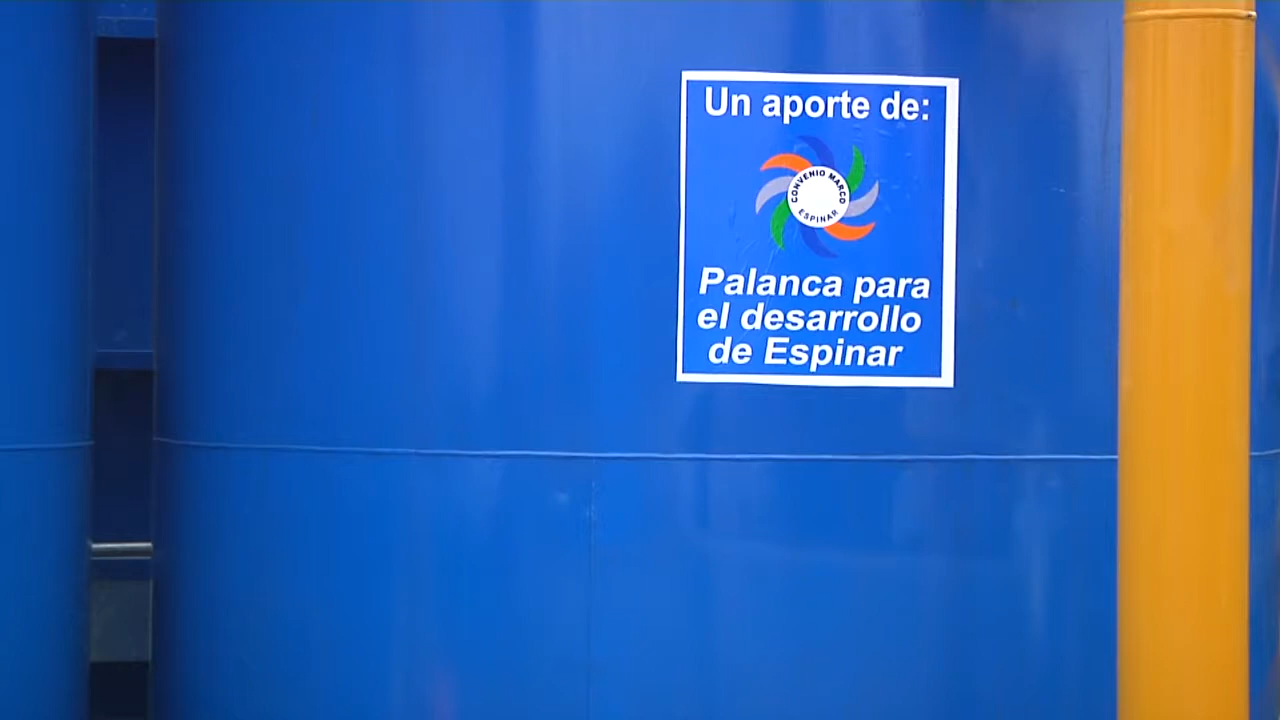 Un aporte de:
CONVENIO MARCO
ESPINAR
Palanca para
el desarrollo
de Espinar